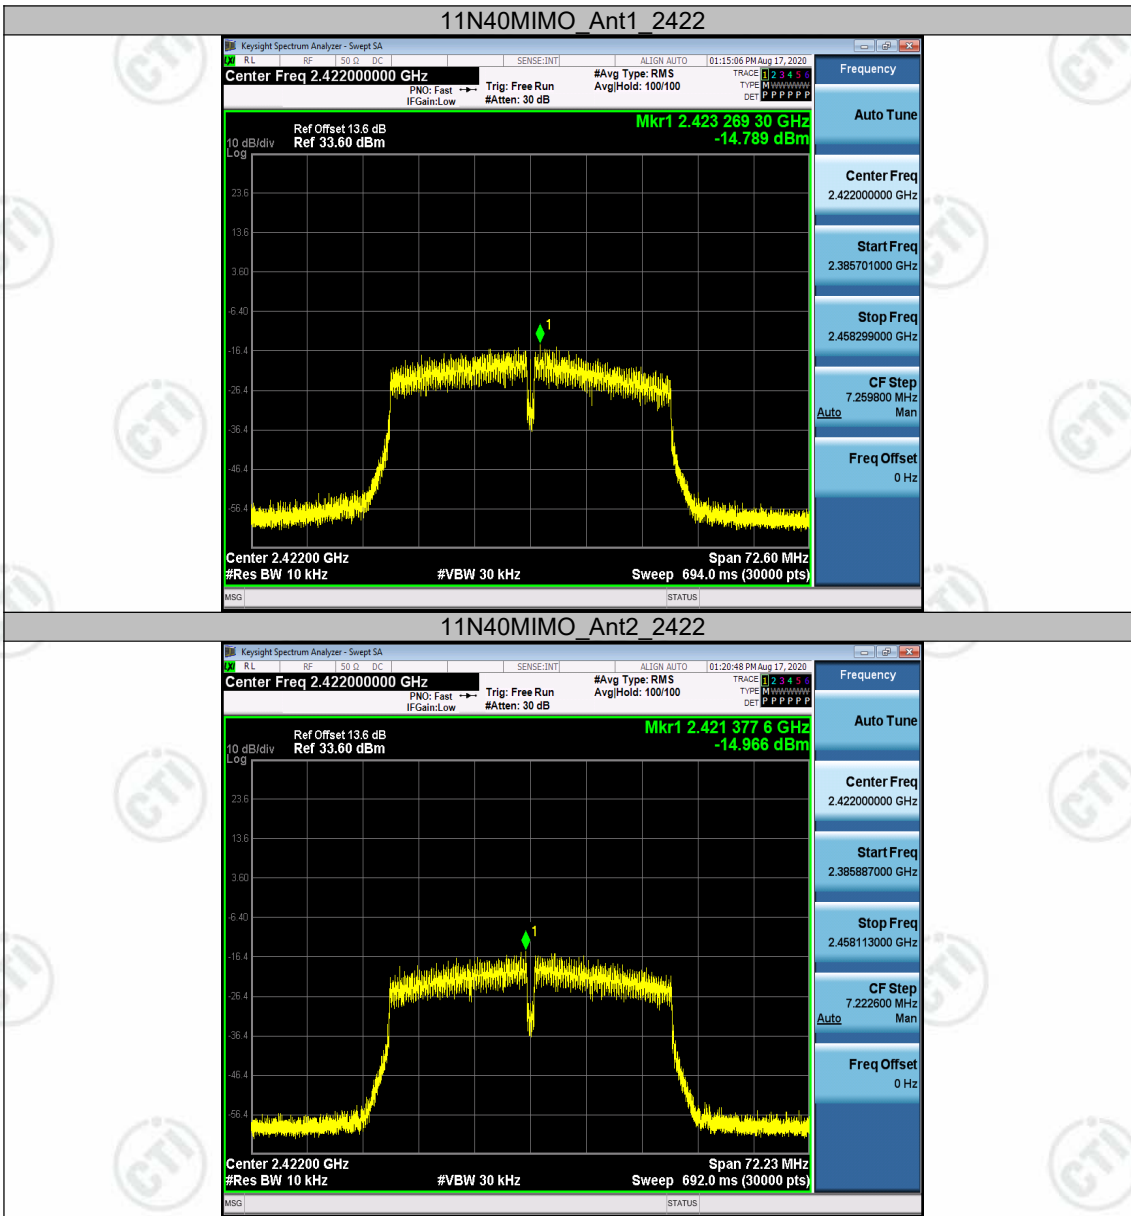 11N40MIMO_Ant1_2422
Keysight Spectrum Analyzer - Swept SA
LXI RL RF 50 Ω DC SENSE:INT ALIGN AUTO 01:15:06 PM Aug 17, 2020
Center Freq 2.422000000 GHz
PNO: Fast
IFGain:Low
Trig: Free Run
#Atten: 30 dB
#Avg Type: RMS
Avg|Hold: 100/100
TRACE 1 2 3 4 5 6
TYPE M W W W W W
DET P P P P P P
Frequency
Mkr1 2.423 269 30 GHz
-14.789 dBm
Ref Offset 13.6 dB
10 dB/div Ref 33.60 dBm
Log
23.6
13.6
3.60
-6.40
-16.4
-26.4
-36.4
-46.4
-56.4
1
Center 2.42200 GHz Span 72.60 MHz
#Res BW 10 kHz #VBW 30 kHz Sweep 694.0 ms (30000 pts)
MSG STATUS
Auto Tune
Center Freq
2.422000000 GHz
Start Freq
2.385701000 GHz
Stop Freq
2.458299000 GHz
CF Step
7.259800 MHz
Auto Man
Freq Offset
0 Hz
11N40MIMO_Ant2_2422
Keysight Spectrum Analyzer - Swept SA
LXI RL RF 50 Ω DC SENSE:INT ALIGN AUTO 01:20:48 PM Aug 17, 2020
Center Freq 2.422000000 GHz
PNO: Fast
IFGain:Low
Trig: Free Run
#Atten: 30 dB
#Avg Type: RMS
Avg|Hold: 100/100
TRACE 1 2 3 4 5 6
TYPE M W W W W W
DET P P P P P P
Frequency
Mkr1 2.421 377 6 GHz
-14.966 dBm
Ref Offset 13.6 dB
10 dB/div Ref 33.60 dBm
Log
23.6
13.6
3.60
-6.40
-16.4
-26.4
-36.4
-46.4
-56.4
1
Center 2.42200 GHz Span 72.23 MHz
#Res BW 10 kHz #VBW 30 kHz Sweep 692.0 ms (30000 pts)
MSG STATUS
Auto Tune
Center Freq
2.422000000 GHz
Start Freq
2.385887000 GHz
Stop Freq
2.458113000 GHz
CF Step
7.222600 MHz
Auto Man
Freq Offset
0 Hz
CTI